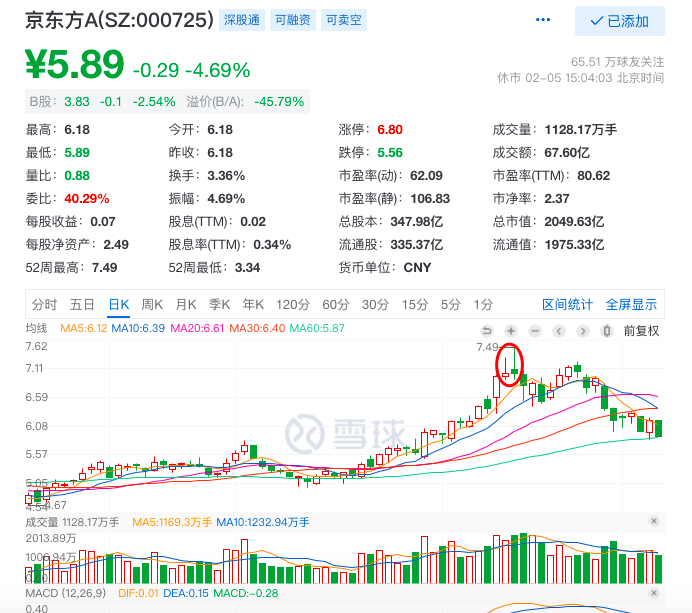 京东方A(SZ:000725) 深股通 可融资 可卖空 ••• ✓已添加
¥5.89 -0.29 -4.69% 65.51 万球友关注
休市 02-05 15:04:03 北京时间
B股: 3.83 -0.1 -2.54% 溢价(B/A): -45.79%
最高: 6.18 今开: 6.18 涨停: 6.80 成交量: 1128.17万手
最低: 5.89 昨收: 6.18 跌停: 5.56 成交额: 67.60亿
量比: 0.88 换手: 3.36% 市盈率(动): 62.09 市盈率(TTM): 80.62
委比: 40.29% 振幅: 4.69% 市盈率(静): 106.83 市净率: 2.37
每股收益: 0.07 股息(TTM): 0.02 总股本: 347.98亿 总市值: 2049.63亿
每股净资产: 2.49 股息率(TTM): 0.34% 流通股: 335.37亿 流通值: 1975.33亿
52周最高: 7.49 52周最低: 3.34 货币单位: CNY
分时 五日 日K 周K 月K 季K 年K 120分 60分 30分 15分 5分 1分 区间统计 全屏显示
均线 MA5:6.12 MA10:6.39 MA20:6.61 MA30:6.40 MA60:5.87 前复权
7.62
7.49
7.11
6.59
6.08
雪球
5.57
5.05
4.67
4.54
成交量 1128.17万手 MA5:1169.3万手 MA10:1232.94万手
2013.89万
1006.94万
0.00
MACD (12,26,9) DIF:0.01 DEA:0.15 MACD:-0.28
0.40